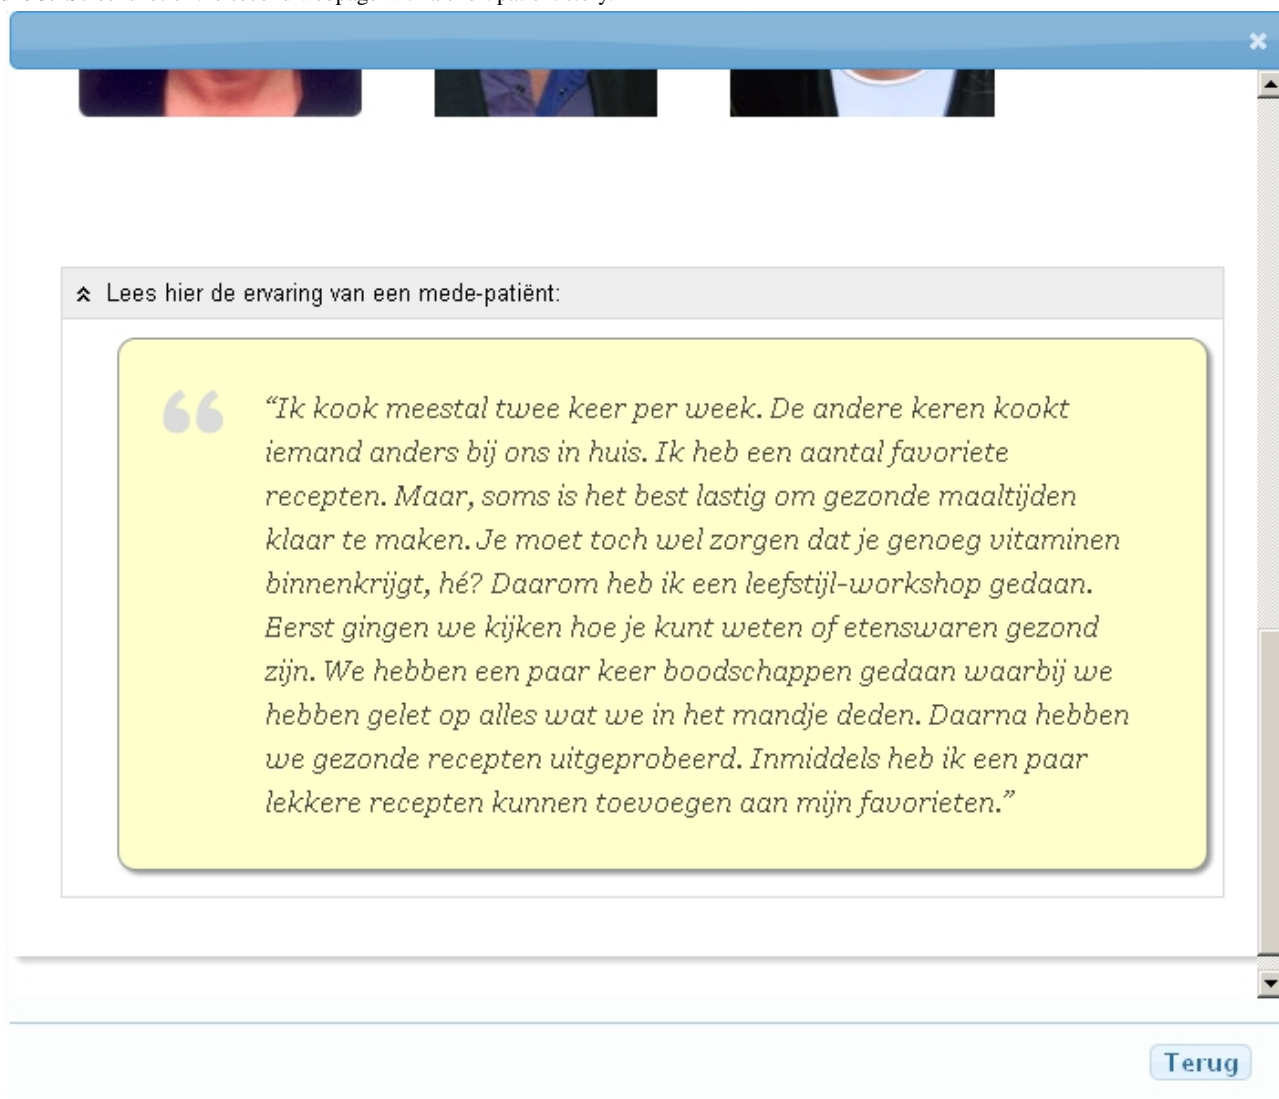 Lees hier de ervaring van een mede-patiënt:
“Ik kook meestal twee keer per week. De andere keren kookt
iemand anders bij ons in huis. Ik heb een aantal favoriete
recepten. Maar, soms is het best lastig om gezonde maaltijden
klaar te maken. Je moet toch wel zorgen dat je genoeg vitaminen
binnenkrijgt, hé? Daarom heb ik een leefstijl-workshop gedaan.
Eerst gingen we kijken hoe je kunt weten of etenswaren gezond
zijn. We hebben een paar keer boodschappen gedaan waarbij we
hebben gelet op alles wat we in het mandje deden. Daarna hebben
we gezonde recepten uitgeprobeerd. Inmiddels heb ik een paar
lekkere recepten kunnen toevoegen aan mijn favorieten.”
Terug